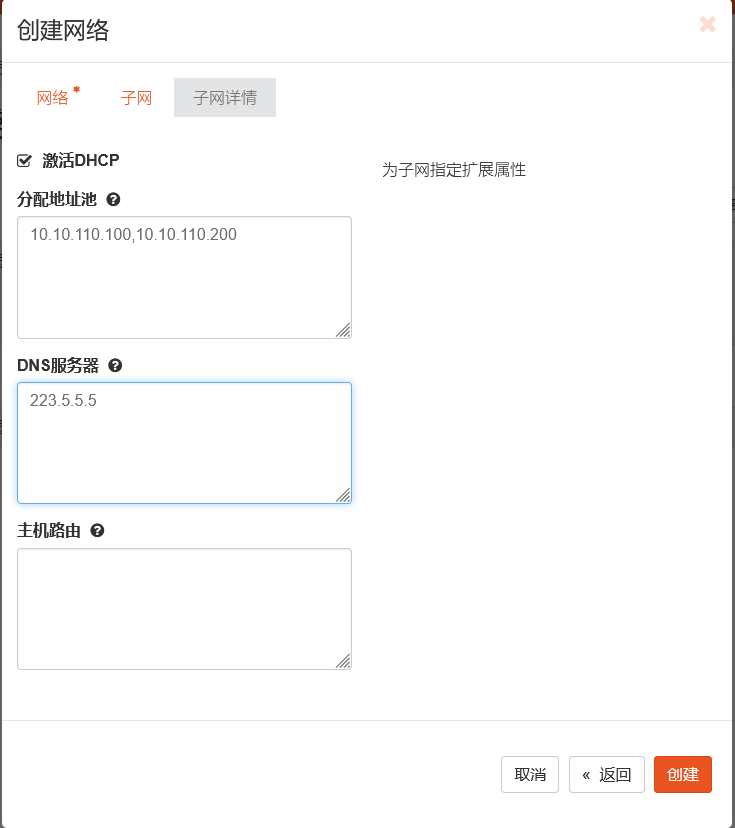 创建网络
网络 *
子网
子网详情
激活DHCP
为子网指定扩展属性
分配地址池
10.10.110.100,10.10.110.200
DNS服务器
223.5.5.5
主机路由
取消
« 返回
创建